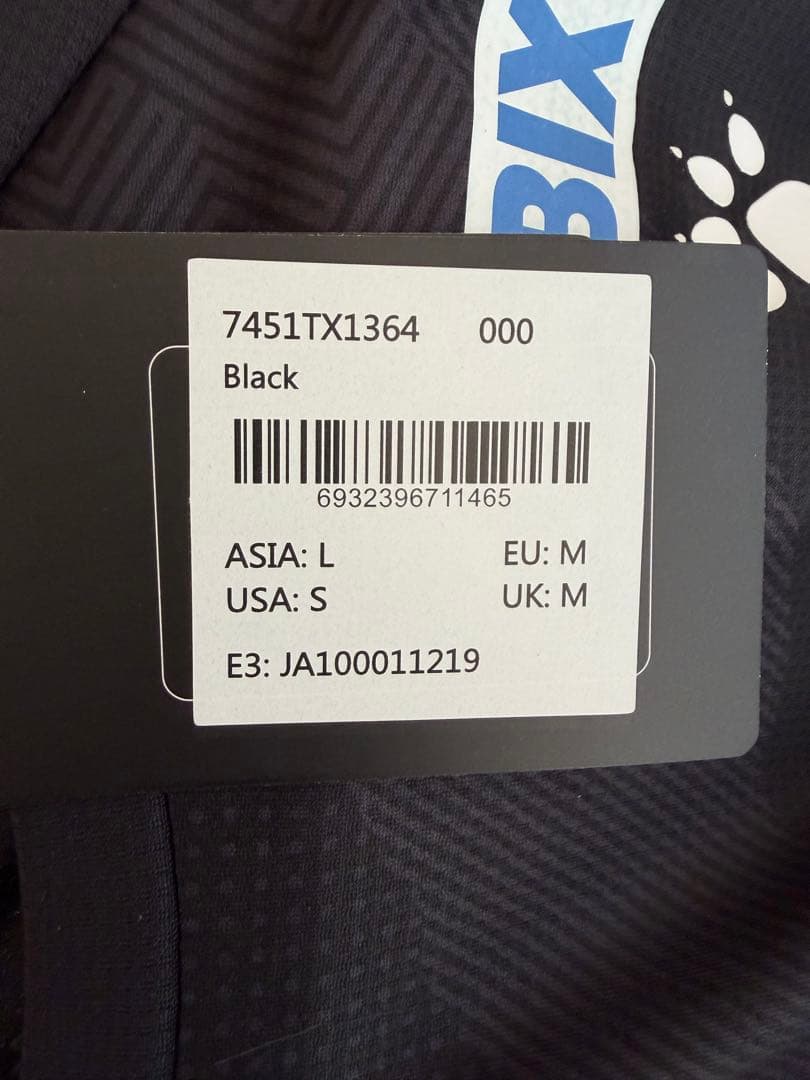 BIX
7451TX1364 000
Black
6932396711465
ASIA: L EU: M
USA: S UK: M
E3: JA100011219